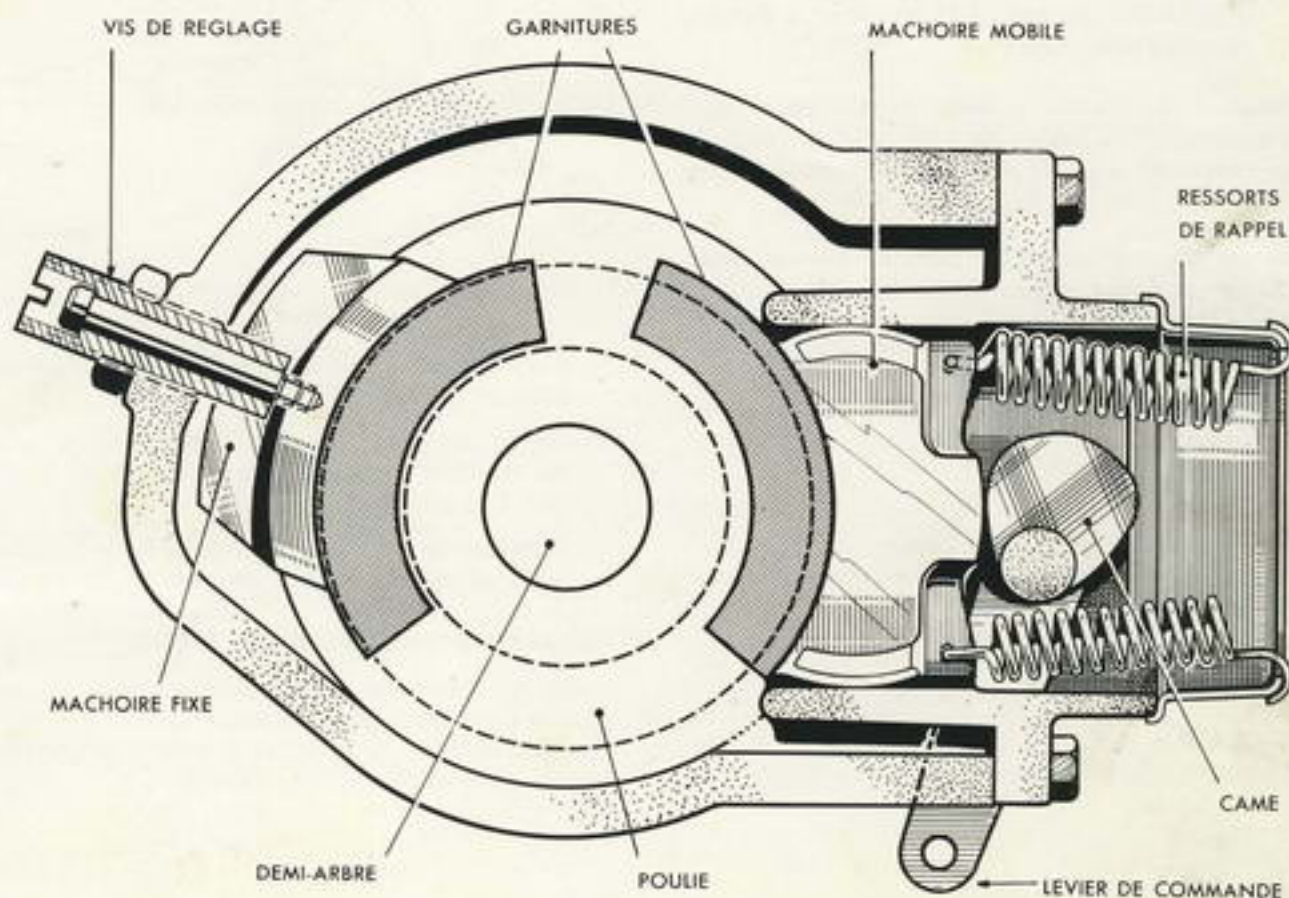 VIS DE REGLAGE
GARNITURES
MACHOIRE MOBILE
RESSORTS
DE RAPPEL
MACHOIRE FIXE
CAME
DEMI-ARBRE
POULIE
LEVIER DE COMMANDE